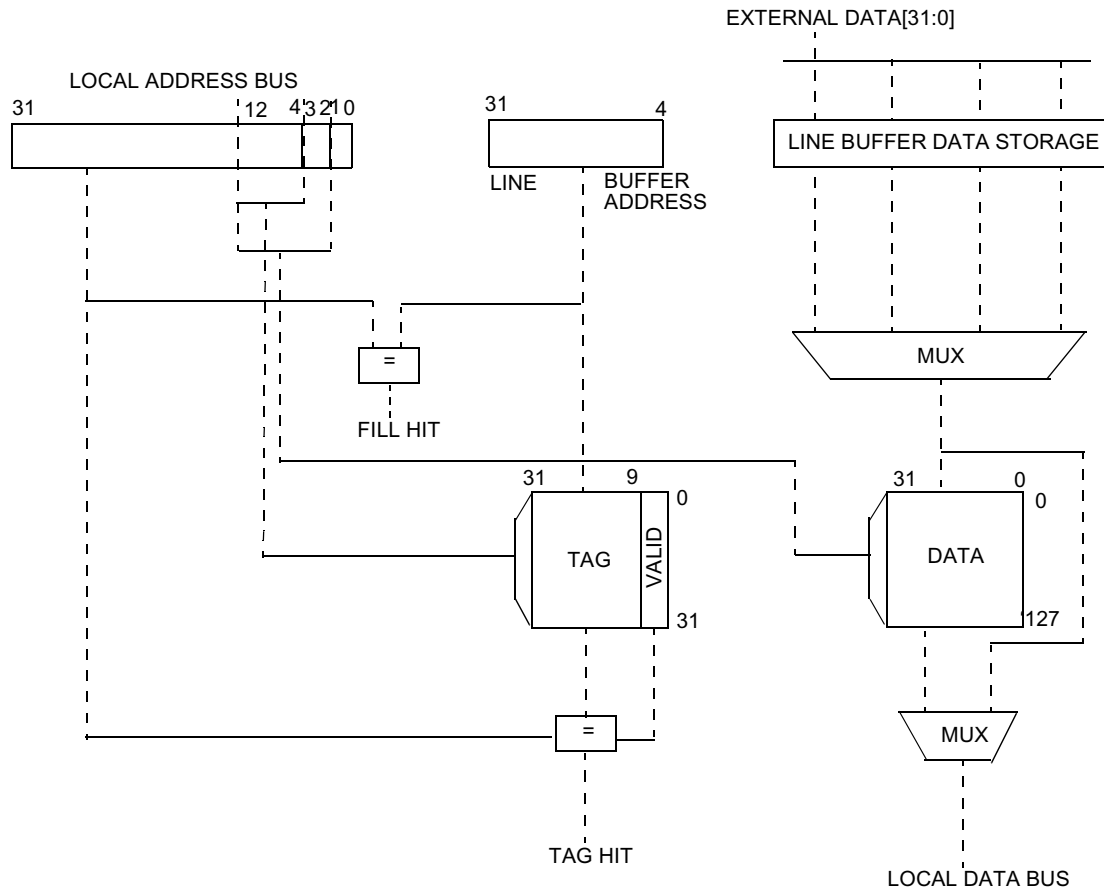 EXTERNAL DATA[31:0]
LOCAL ADDRESS BUS
31 12 4 3 2 1 0
31 4
LINE BUFFER DATA STORAGE
LINE BUFFER
ADDRESS
MUX
=
FILL HIT
31 9 0
31 0
0
TAG
VALID
DATA
31
127
=
MUX
TAG HIT
LOCAL DATA BUS